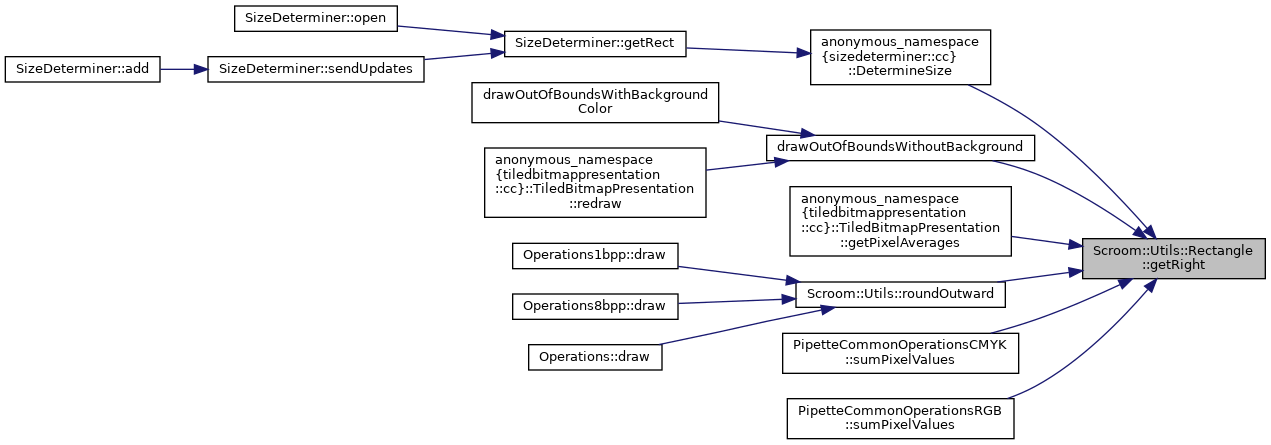 SizeDeterminer::open
SizeDeterminer::getRect
anonymous_namespace
{sizedeterminer::cc}
::DetermineSize
SizeDeterminer::add
SizeDeterminer::sendUpdates
drawOutOfBoundsWithBackground
Color
drawOutOfBoundsWithoutBackground
anonymous_namespace
{tiledbitmappresentation
::cc}::TiledBitmapPresentation
::redraw
anonymous_namespace
{tiledbitmappresentation
::cc}::TiledBitmapPresentation
::getPixelAverages
Scroom::Utils::Rectangle
::getRight
Operations1bpp::draw
Scroom::Utils::roundOutward
Operations8bpp::draw
Operations::draw
PipetteCommonOperationsCMYK
::sumPixelValues
PipetteCommonOperationsRGB
::sumPixelValues